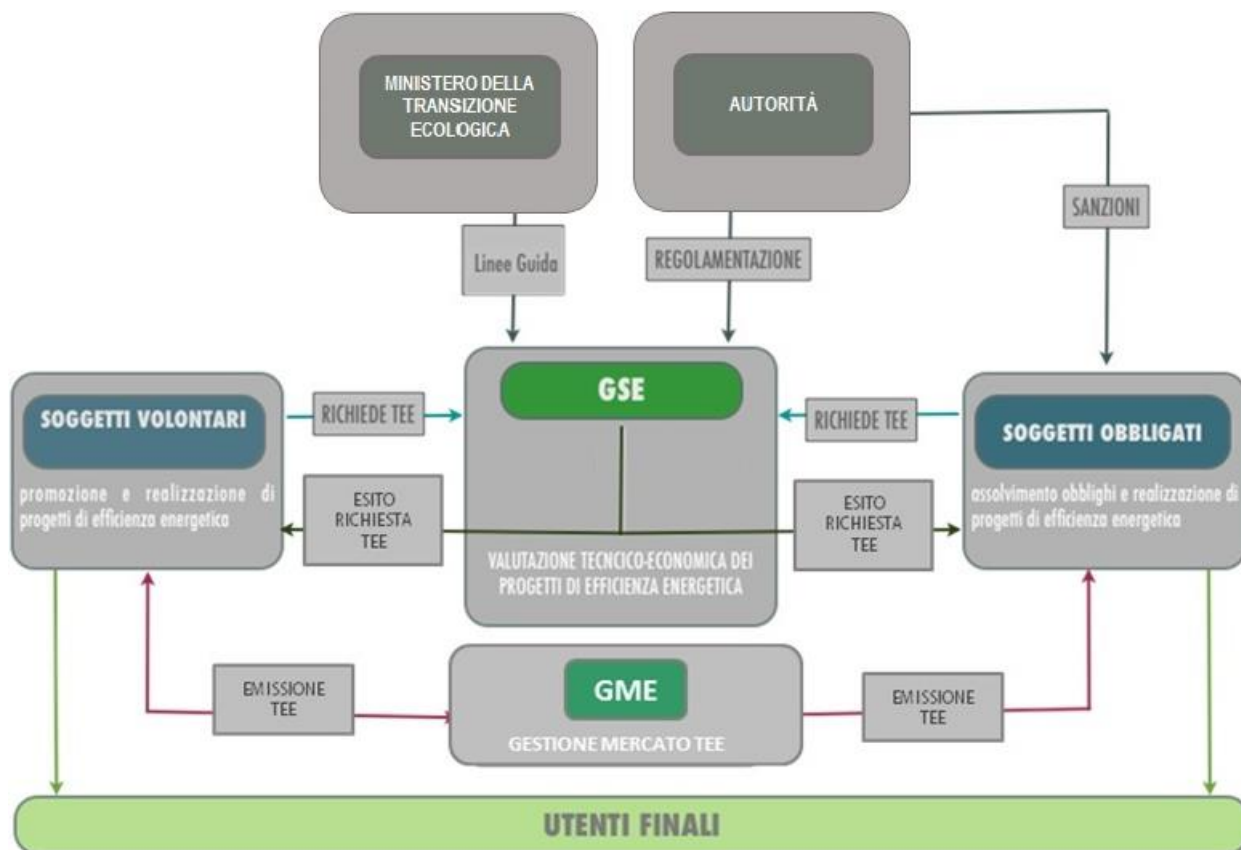 MINISTERO DELLA
TRANSIZIONE
ECOLOGICA
AUTORITÀ
SANZIONI
Linee Guida
REGOLAMENTAZIONE
GSE
SOGGETTI VOLONTARI
RICHIEDE TEE
RICHIEDE TEE
SOGGETTI OBBLIGATI
promozione e realizzazione di
progetti di efficienza energetica
ESITO
RICHIESTA
TEE
ESITO
RICHIESTA
TEE
assolvimento obblighi e realizzazione di
progetti di efficienza energetica
VALUTAZIONE TECNCICO-ECONOMICA DEI
PROGETTI DI EFFICIENZA ENERGETICA
EMISSIONE
TEE
GME
GESTIONE MERCATO TEE
EMISSIONE
TEE
UTENTI FINALI